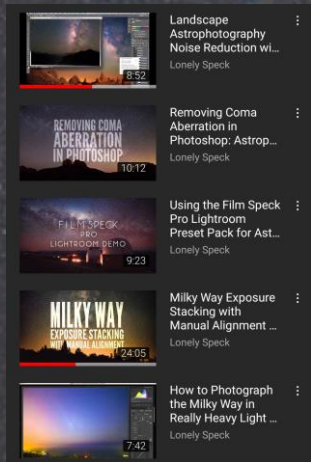 8:52
Landscape
Astrophotography
Noise Reduction wi...
Lonely Speck
REMOVING COMA
ABERRATION
IN PHOTOSHOP
10:12
Removing Coma
Aberration in
Photoshop: Astrop...
Lonely Speck
FILM SPECK
PRO
LIGHTROOM DEMO
9:23
Using the Film Speck
Pro Lightroom
Preset Pack for Ast...
Lonely Speck
MILKY WAY
EXPOSURE STACKING
WITH MANUAL ALIGNMENT
24:05
Milky Way Exposure
Stacking with
Manual Alignment ...
Lonely Speck
7:42
How to Photograph
the Milky Way in
Really Heavy Light ...
Lonely Speck